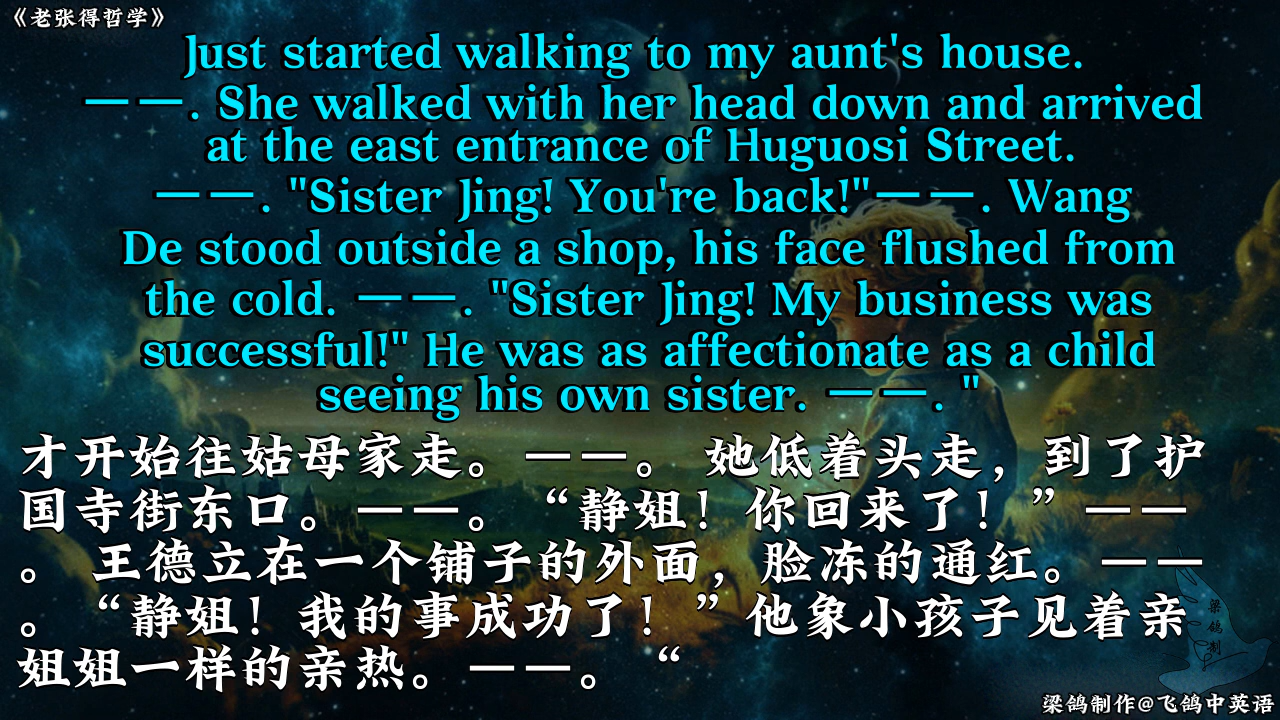 《老张得哲学》
Just started walking to my aunt's house.
——. She walked with her head down and arrived
at the east entrance of Huguosi Street.
——. "Sister Jing! You're back!"——. Wang
De stood outside a shop, his face flushed from
the cold. ——. "Sister Jing! My business was
successful!" He was as affectionate as a child
seeing his own sister. ——. "
才开始往姑母家走。——。 她低着头走，到了护
国寺街东口。——。 “静姐！你回来了！”——
。 王德立在一个铺子的外面，脸冻的通红。——
。 “静姐！我的事成功了！”他象小孩子见着亲
姐姐一样的亲热。——。 “
梁鸽制
梁鸽制作@飞鸽中英语